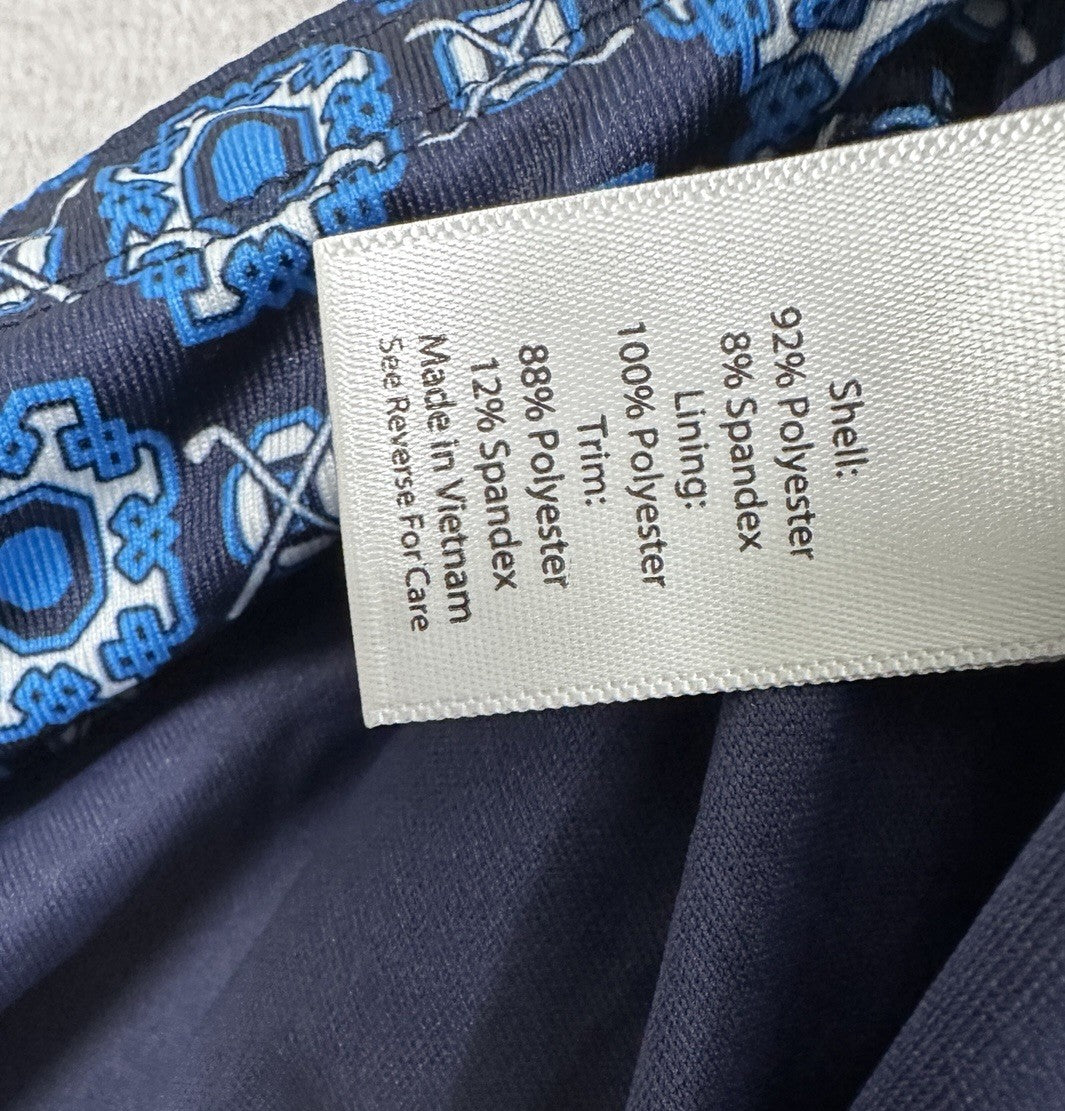 Shell:
92% Polyester
8% Spandex
Lining:
100% Polyester
Trim:
88% Polyester
12% Spandex
Made in Vietnam
See Reverse For Care